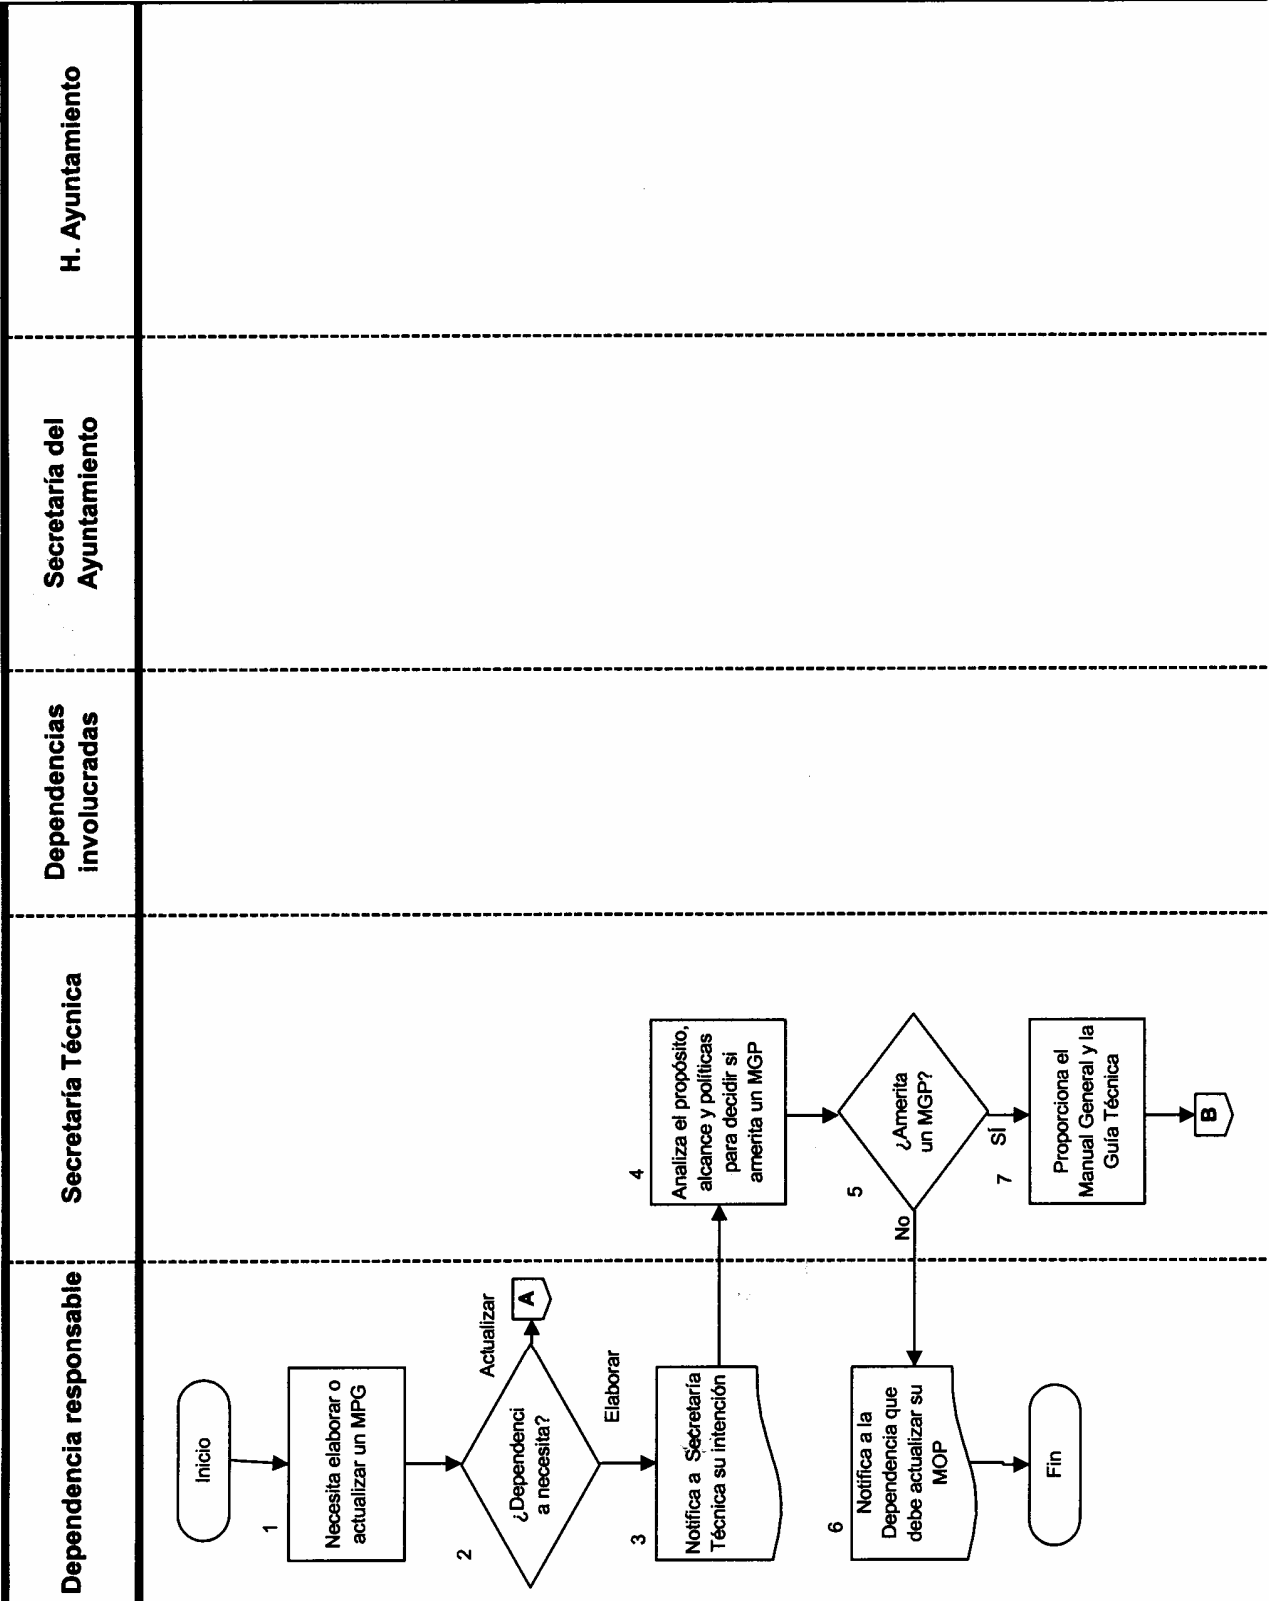 Dependencia responsable
Secretaría Técnica
Dependencias
involucradas
Secretaría del
Ayuntamiento
H. Ayuntamiento
Inicio
1
Necesita elaborar o
actualizar un MPG
2
¿Dependenci
a necesita?
Actualizar
A
Elaborar
3
Notifica a Secretaría
Técnica su intención
4
Analiza el propósito,
alcance y políticas
para decidir si
amerita un MGP
5
¿Amerita
un MGP?
No
SÍ
6
Notifica a la
Dependencia que
debe actualizar su
MOP
Fin
7
Proporciona el
Manual General y la
Guía Técnica
B